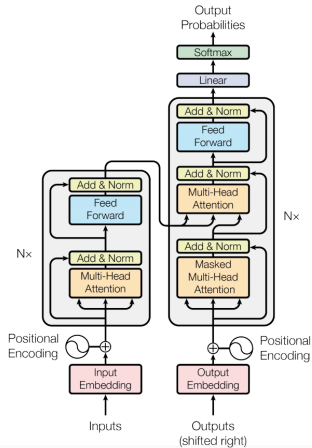 Output
Probabilities
Softmax
Linear
Add & Norm
Feed
Forward
Add & Norm
Multi-Head
Attention
Add & Norm
Masked
Multi-Head
Attention
Nx
Add & Norm
Feed
Forward
Add & Norm
Multi-Head
Attention
Nx
Positional
Encoding
Positional
Encoding
Input
Embedding
Output
Embedding
Inputs
Outputs
(shifted right)